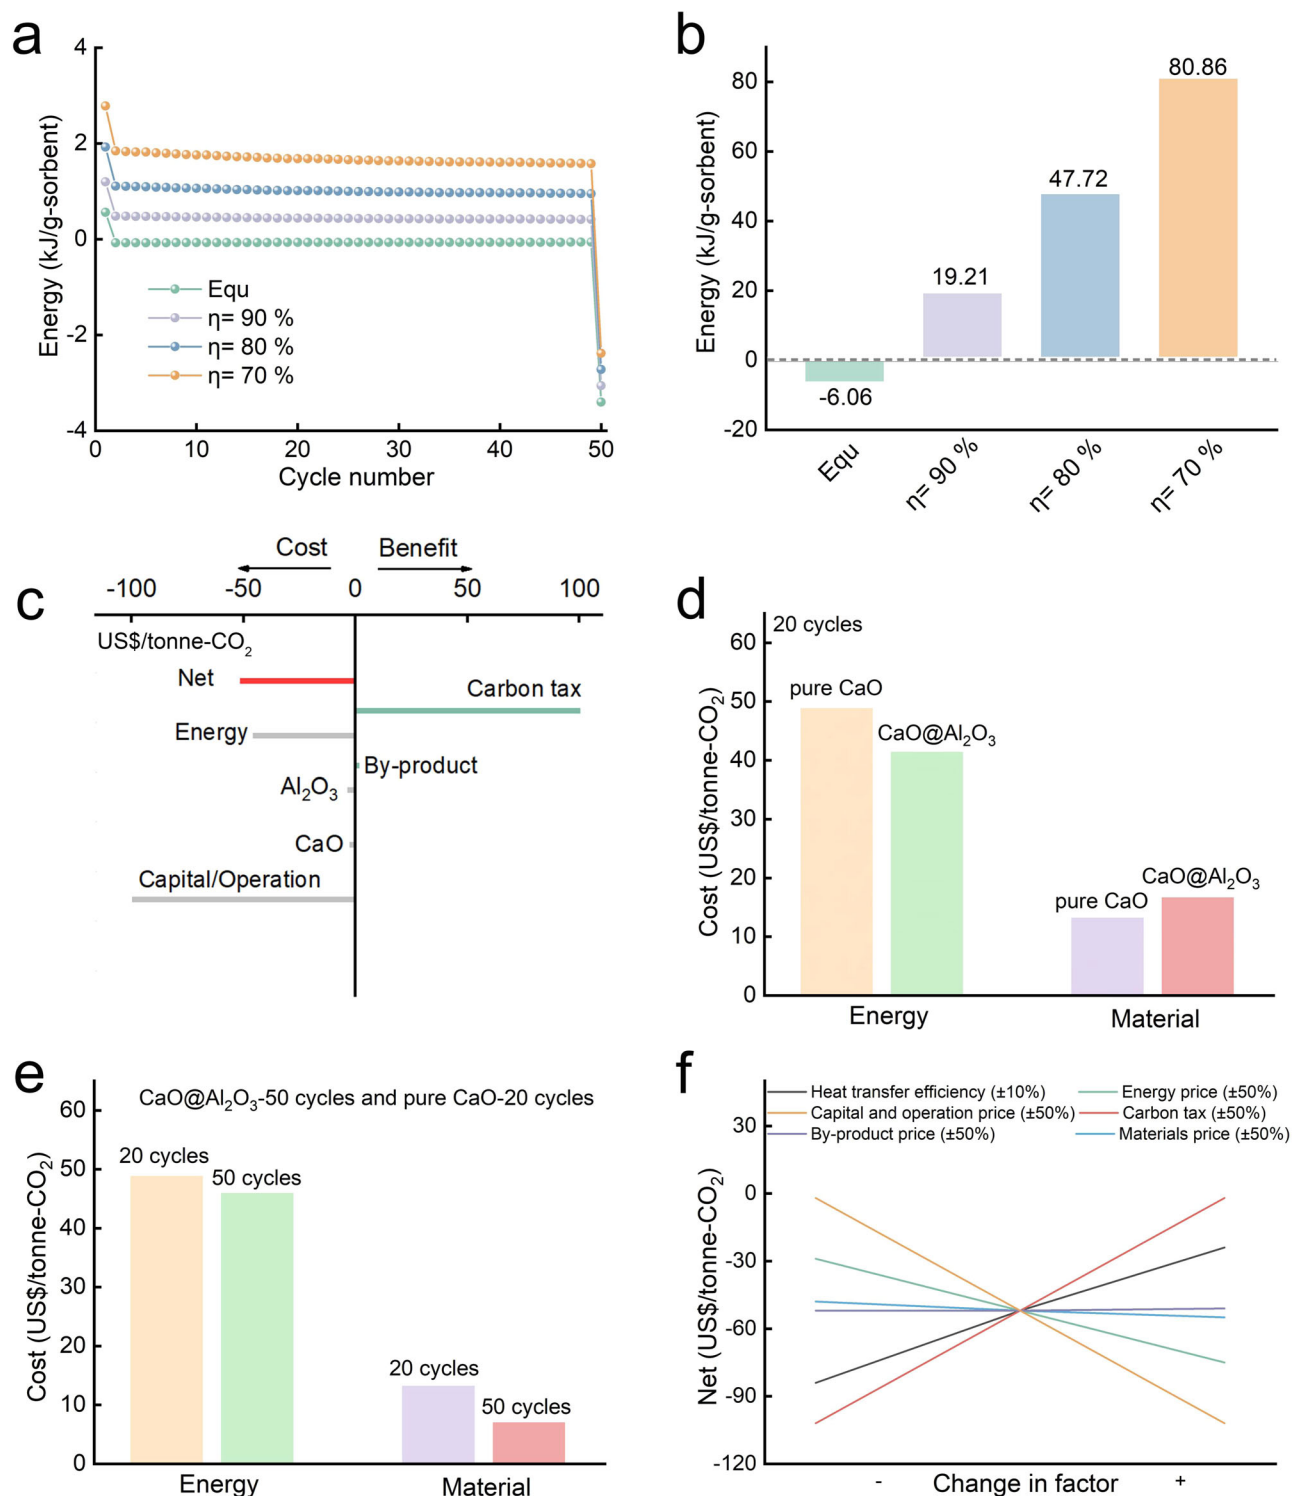 a
4
2
0
-2
-4
Energy (kJ/g-sorbent)
Equ
η= 90 %
η= 80 %
η= 70 %
0
10
20
30
40
50
Cycle number
b
80
60
40
20
0
-20
Energy (kJ/g-sorbent)
80.86
47.72
19.21
-6.06
Equ
η= 90 %
η= 80 %
η= 70 %
c
Cost
Benefit
-100
-50
0
50
100
US$/tonne-CO₂
Net
Carbon tax
Energy
By-product
Al₂O₃
CaO
Capital/Operation
d
60
50
40
30
20
10
0
Cost (US$/tonne-CO₂)
20 cycles
pure CaO
CaO@Al₂O₃
CaO@Al₂O₃
pure CaO
Energy
Material
e
60
50
40
30
20
10
0
Cost (US$/tonne-CO₂)
CaO@Al₂O₃-50 cycles and pure CaO-20 cycles
20 cycles
50 cycles
20 cycles
50 cycles
Energy
Material
f
Heat transfer efficiency (±10%)
Energy price (±50%)
Capital and operation price (±50%)
Carbon tax (±50%)
By-product price (±50%)
Materials price (±50%)
30
0
-30
-60
-90
-120
Net (US$/tonne-CO₂)
-
Change in factor
+